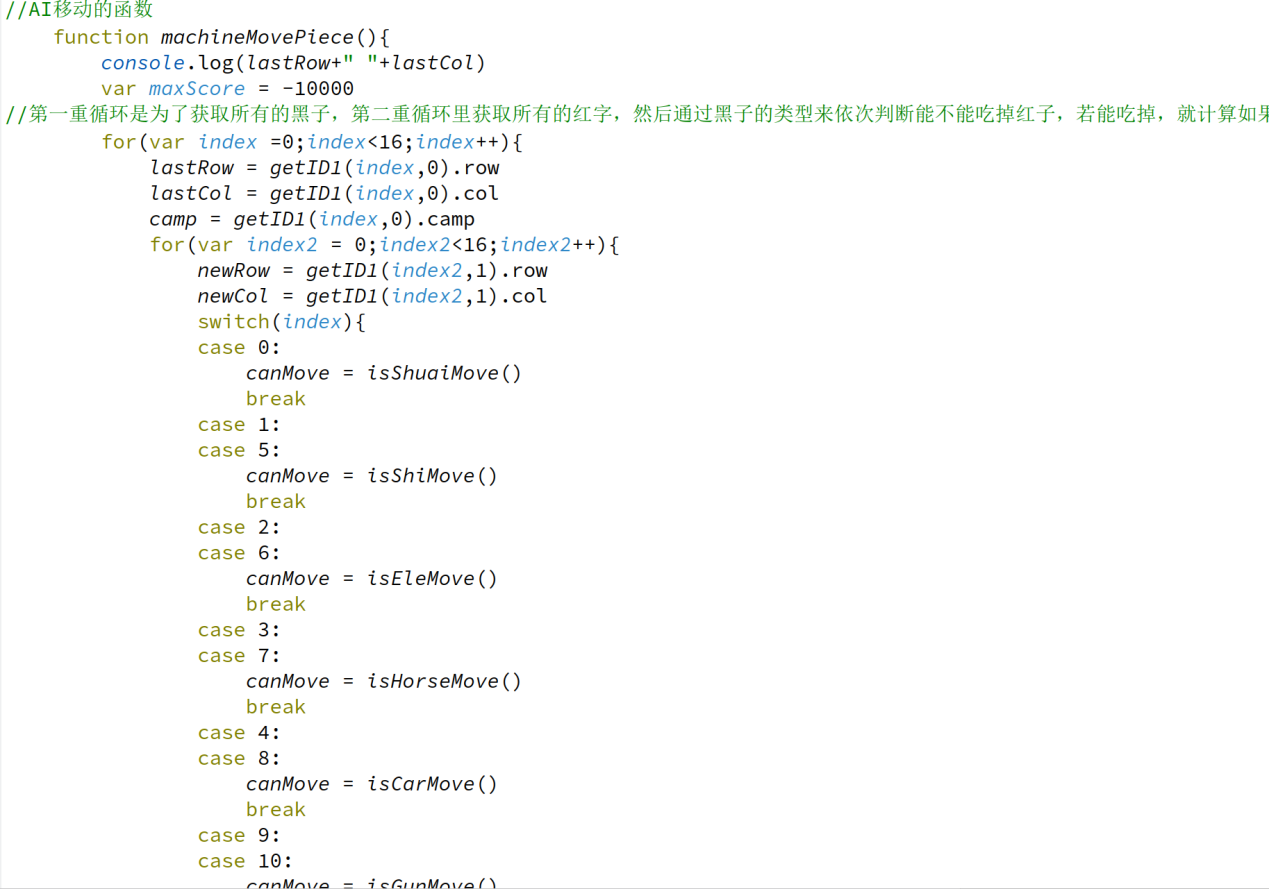 //AI移动的函数
function machineMovePiece(){
console.log(lastRow+" "+lastCol)
var maxScore = -10000
//第一重循环是为了获取所有的黑子，第二重循环里获取所有的红字，然后通过黑子的类型来依次判断能不能吃掉红子，若能吃掉，就计算如果
for(var index =0;index<16;index++){
lastRow = getID1(index,0).row
lastCol = getID1(index,0).col
camp = getID1(index,0).camp
for(var index2 = 0;index2<16;index2++){
newRow = getID1(index2,1).row
newCol = getID1(index2,1).col
switch(index){
case 0:
canMove = isShuaiMove()
break
case 1:
case 5:
canMove = isShiMove()
break
case 2:
case 6:
canMove = isEleMove()
break
case 3:
case 7:
canMove = isHorseMove()
break
case 4:
case 8:
canMove = isCarMove()
break
case 9:
case 10:
canMove = isGunMove()